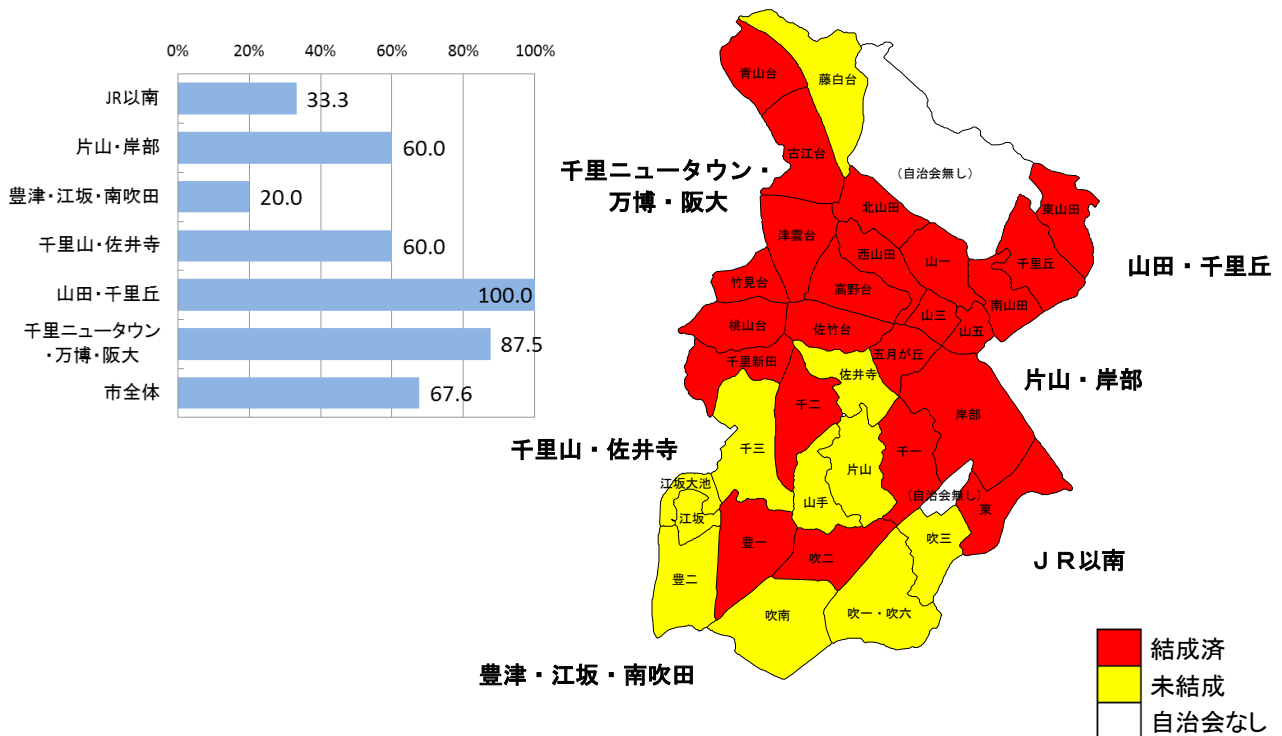 0%
20%
40%
60%
80%
100%
JR以南
33.3
片山・岸部
60.0
豊津・江坂・南吹田
20.0
千里山・佐井寺
60.0
山田・千里丘
100.0
千里ニュータウン
・万博・阪大
87.5
市全体
67.6
青山台
藤白台
古江台
(自治会無し)
千里ニュータウン・
万博・阪大
北山田
東山田
津雲台
西山田
山一
千里丘
山田・千里丘
竹見台
高野台
南山田
山三
山五
桃山台
佐竹台
千里新田
五月が丘
佐井寺
片山・岸部
千二
岸部
千三
千一
千里山・佐井寺
片山
江坂大池
山手
(自治会無し)
江坂
東
豊一
吹三
吹二
JR以南
豊二
吹南
吹一・吹六
豊津・江坂・南吹田
結成済
未結成
自治会なし